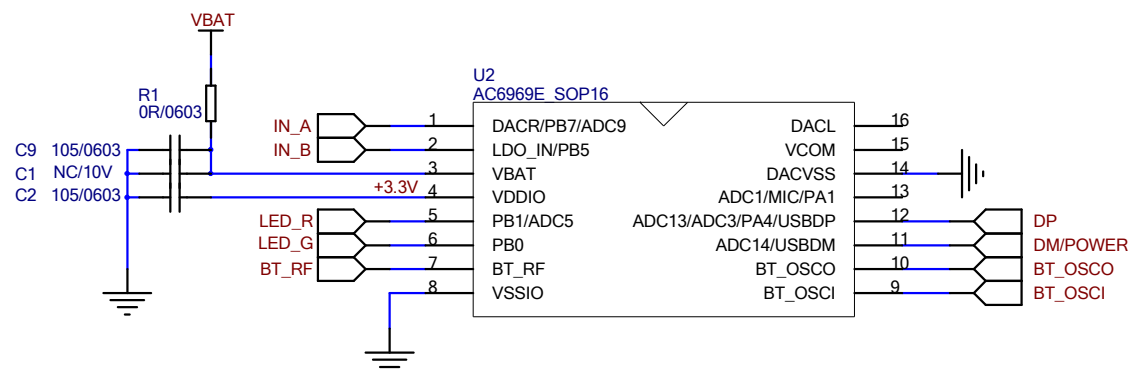 VBAT
U2
AC6969E_SOP16
R1
0R/0603
C9 105/0603
C1 NC/10V
C2 105/0603
+3.3V
IN_A 1 DACR/PB7/ADC9 DACL 16
IN_B 2 LDO_IN/PB5 VCOM 15
3 VBAT DACVSS 14
4 VDDIO ADC1/MIC/PA1 13
LED_R 5 PB1/ADC5 ADC13/ADC3/PA4/USBDP 12 DP
LED_G 6 PB0 ADC14/USBDM 11 DM/POWER
BT_RF 7 BT_RF BT_OSCO 10 BT_OSCO
8 VSSIO BT_OSCI 9 BT_OSCI